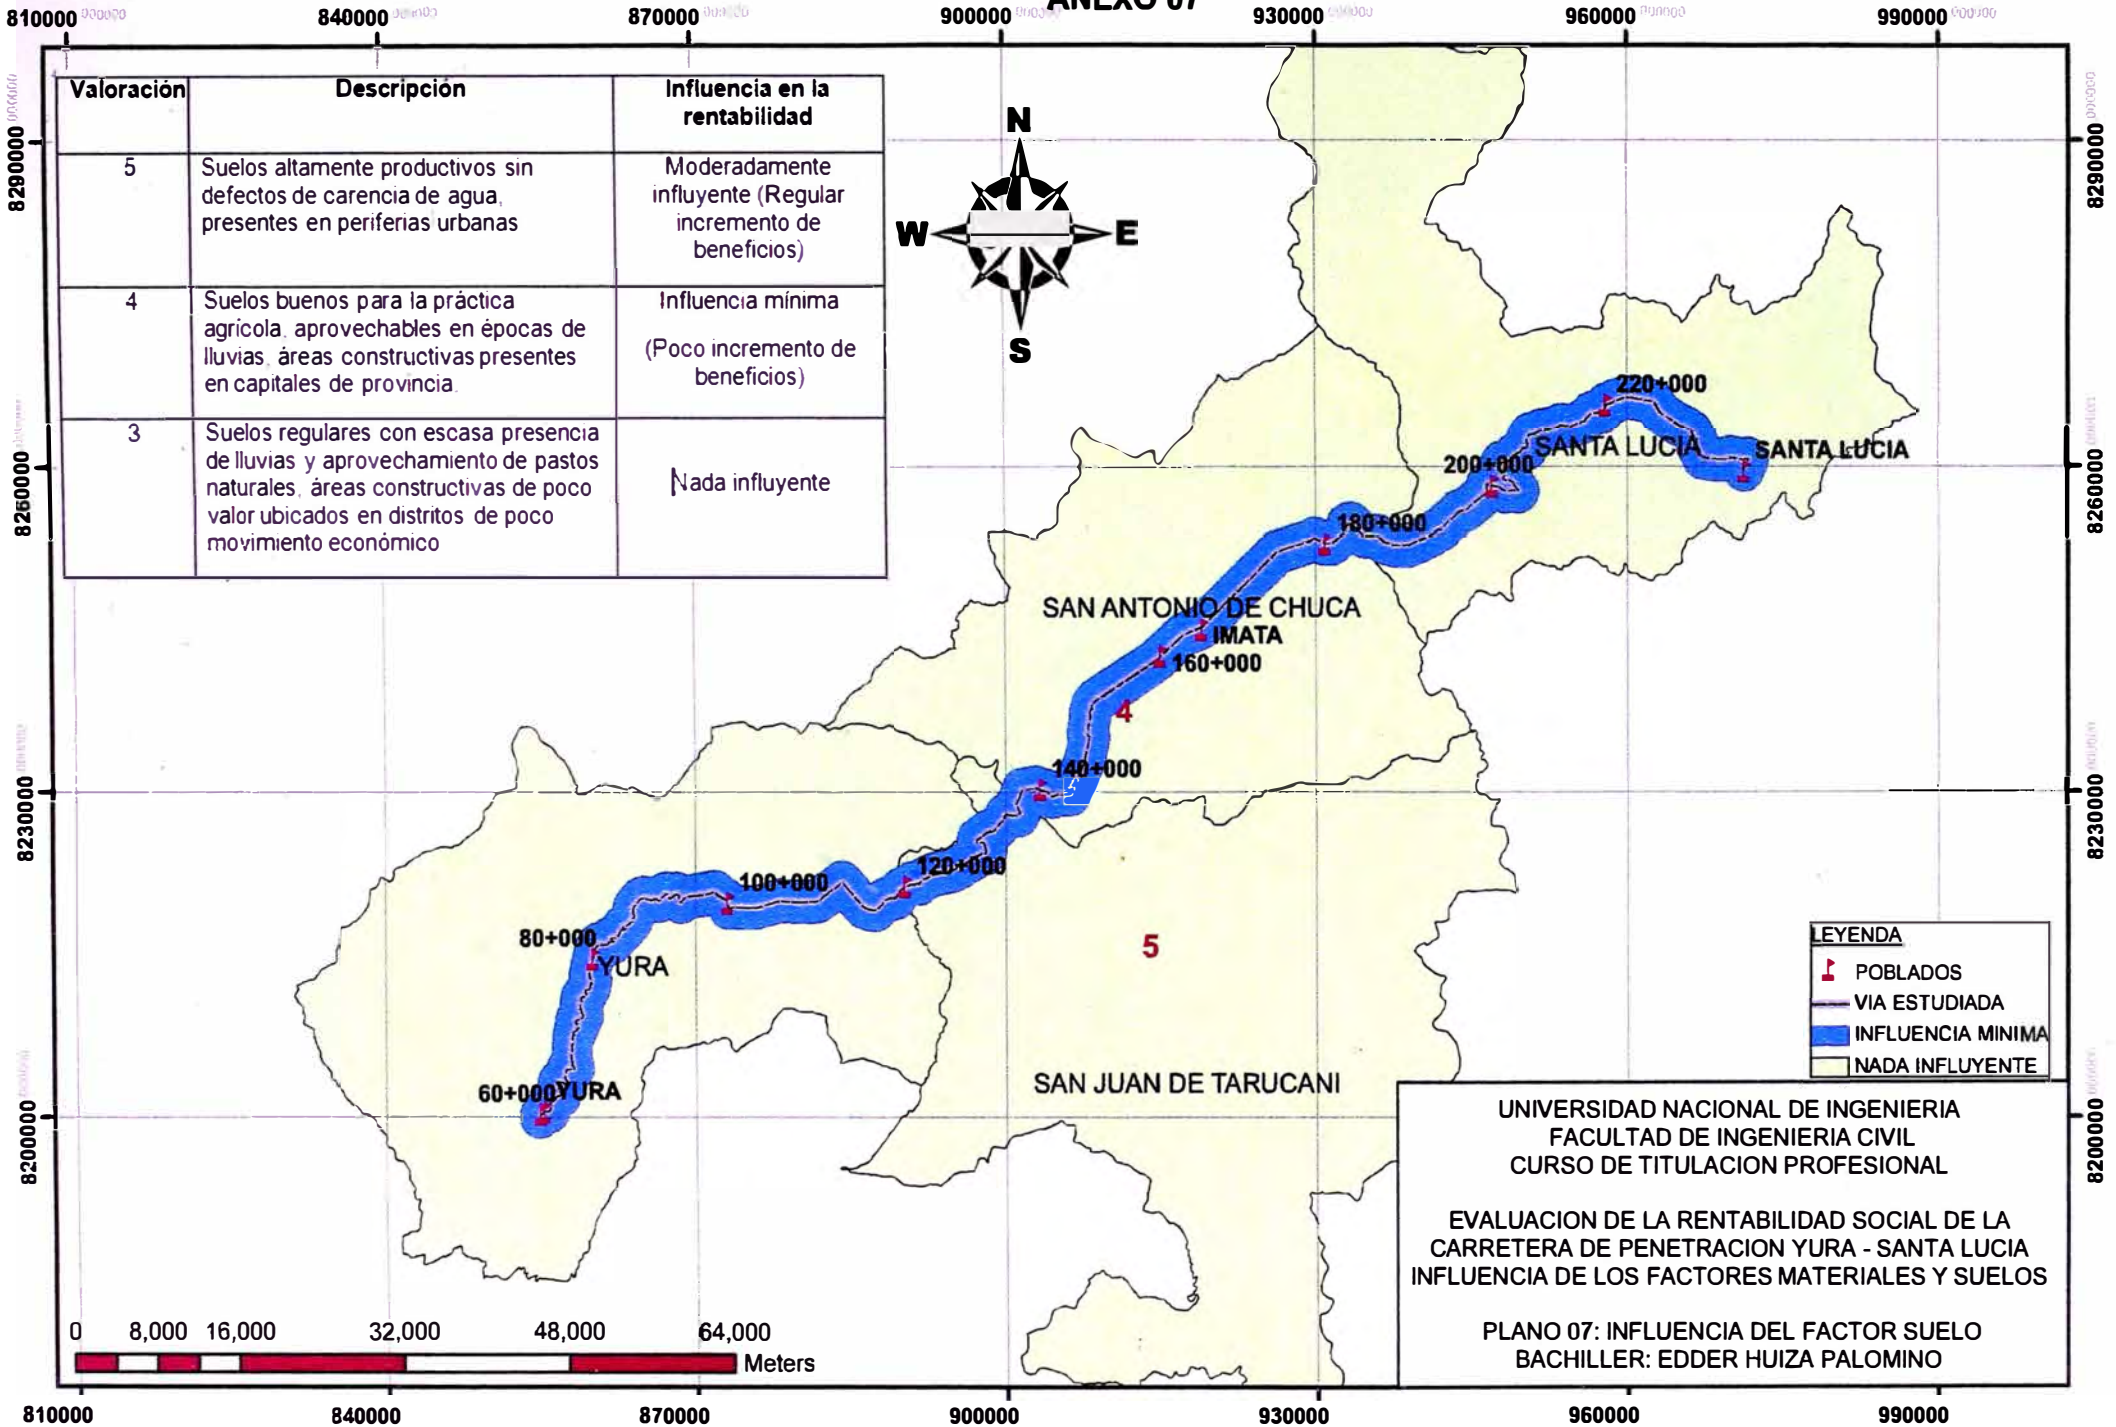 ANEXO 07
810000 840000 870000 900000 930000 960000 990000
8290000
8260000
8230000
8200000
Valoración Descripción Influencia en la
rentabilidad
5 Suelos altamente productivos sin
defectos de carencia de agua,
presentes en periferias urbanas
Moderadamente
influyente (Regular
incremento de
beneficios)
4 Suelos buenos para la práctica
agrícola, aprovechables en épocas de
lluvias, áreas constructivas presentes
en capitales de provincia.
Influencia mínima
(Poco incremento de
beneficios)
3 Suelos regulares con escasa presencia
de lluvias y aprovechamiento de pastos
naturales, áreas constructivas de poco
valor ubicados en distritos de poco
movimiento económico
Nada influyente
N
W E
S
220+000
SANTA LUCIA
SANTA LUCIA
200+000
180+000
SAN ANTONIO DE CHUCA
IMATA
160+000
4
140+000
120+000
100+000
80+000
YURA
5
60+000 YURA
SAN JUAN DE TARUCANI
8290000
8260000
8230000
8200000
LEYENDA
POBLADOS
VIA ESTUDIADA
INFLUENCIA MINIMA
NADA INFLUYENTE
UNIVERSIDAD NACIONAL DE INGENIERIA
FACULTAD DE INGENIERIA CIVIL
CURSO DE TITULACION PROFESIONAL
EVALUACION DE LA RENTABILIDAD SOCIAL DE LA
CARRETERA DE PENETRACION YURA - SANTA LUCIA
INFLUENCIA DE LOS FACTORES MATERIALES Y SUELOS
PLANO 07: INFLUENCIA DEL FACTOR SUELO
BACHILLER: EDDER HUIZA PALOMINO
0 8,000 16,000 32,000 48,000 64,000
Meters
810000 840000 870000 900000 930000 960000 990000